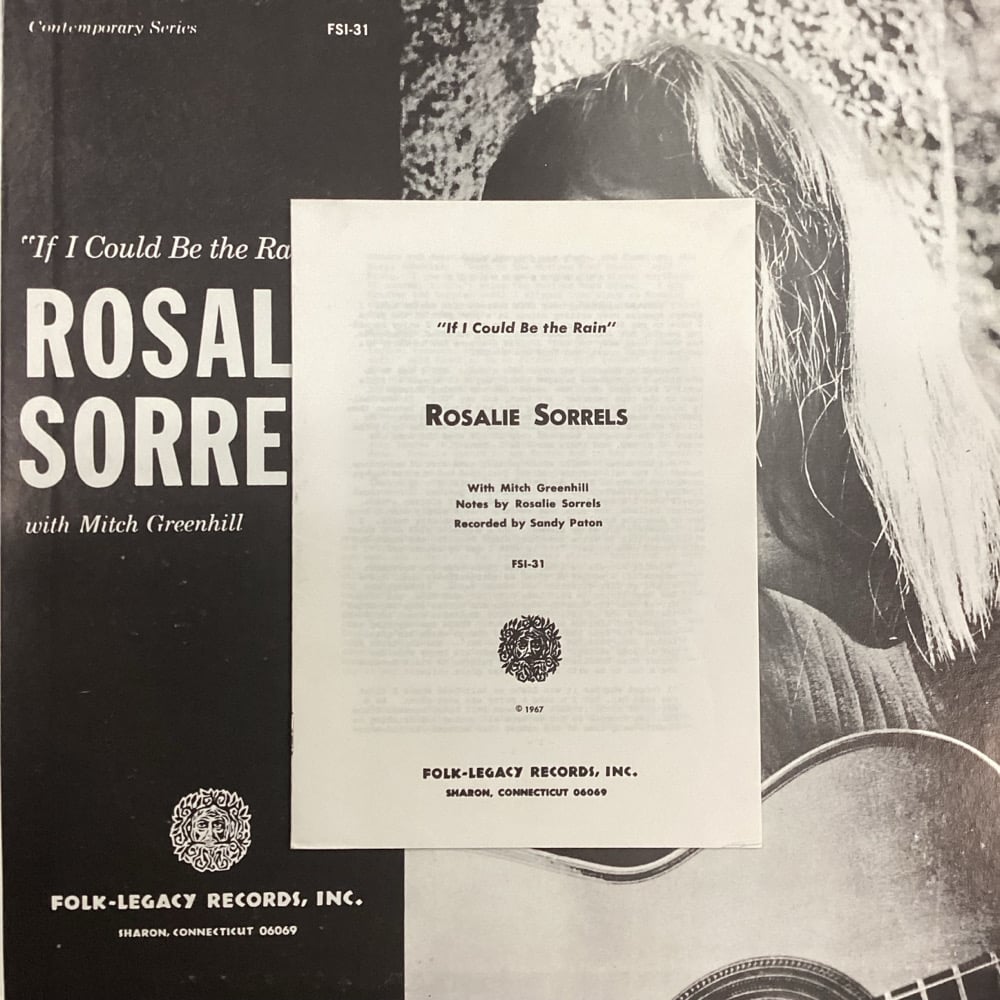 Contemporary Series
FSI-31
"If I Could Be the Ra
ROSAL
SORRE
with Mitch Greenhill
FOLK-LEGACY RECORDS, INC.
SHARON, CONNECTICUT 06069
"If I Could Be the Rain"
ROSALIE SORRELS
With Mitch Greenhill
Notes by Rosalie Sorrels
Recorded by Sandy Paton
FSI-31
© 1967
FOLK-LEGACY RECORDS, INC.
SHARON, CONNECTICUT 06069